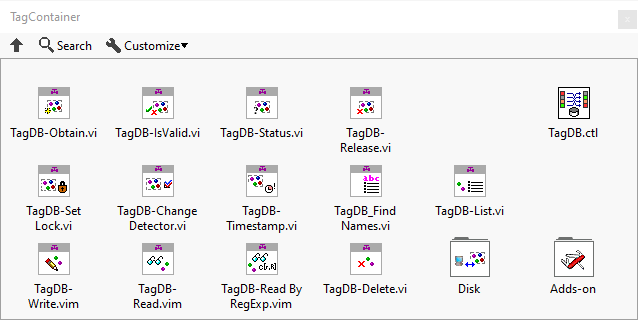 TagContainer
Search Customize
TagDB-Obtain.vi TagDB-IsValid.vi TagDB-Status.vi TagDB-
Release.vi TagDB.ctl
abc
TagDB-Set
Lock.vi TagDB-Change
Detector.vi TagDB-
Timestamp.vi TagDB_Find
Names.vi TagDB-List.vi
c[r,R]
TagDB-
Write.vim TagDB-
Read.vim TagDB-Read By
RegExp.vim TagDB-Delete.vi Disk Adds-on